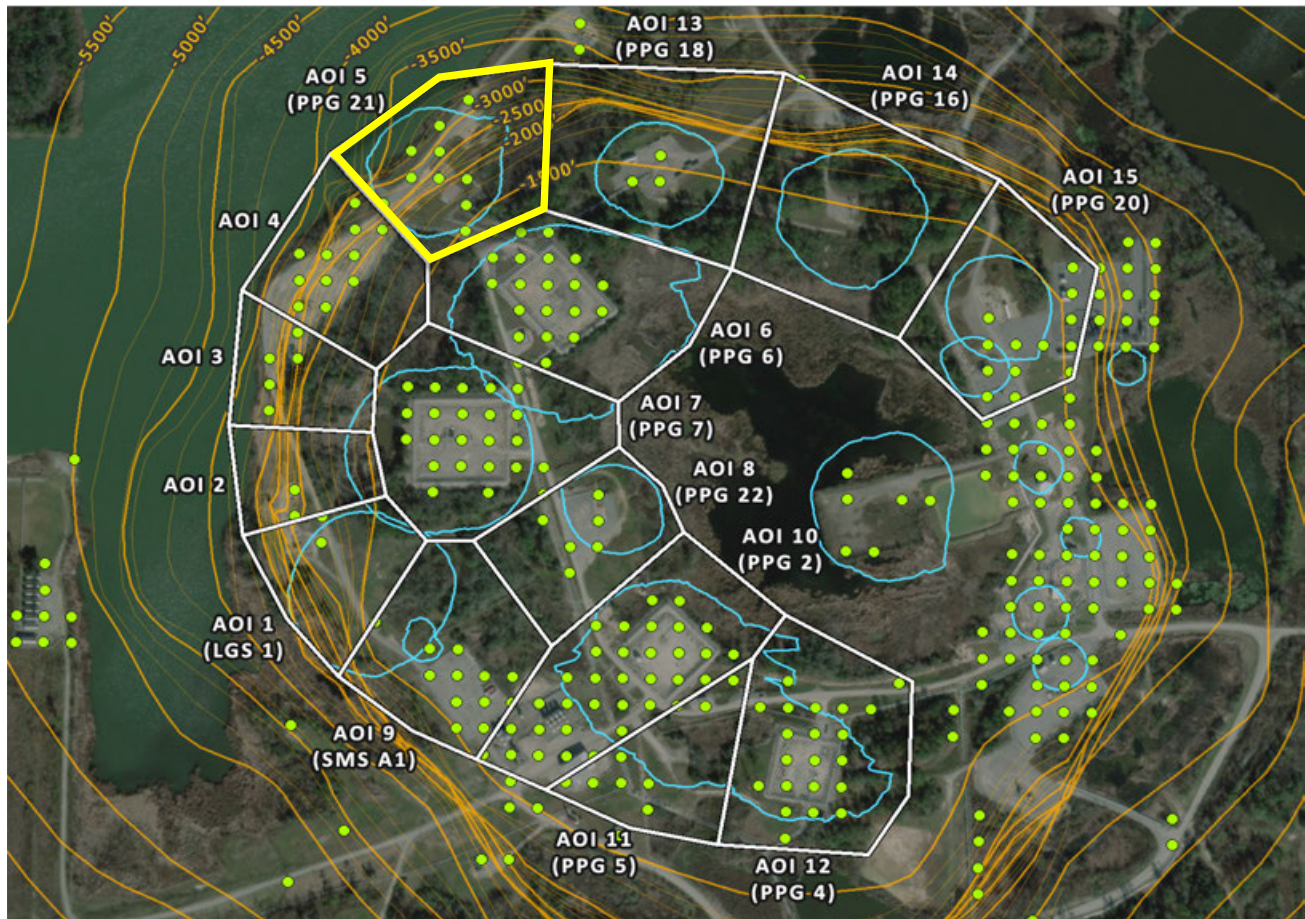 -5500'
-5000'
-4500'
-4000'
-3500'
-3000'
-2500'
-2000'
AOI 13
(PPG 18)
AOI 5
(PPG 21)
AOI 14
(PPG 16)
AOI 15
(PPG 20)
AOI 4
AOI 3
AOI 6
(PPG 6)
AOI 7
(PPG 7)
AOI 2
AOI 8
(PPG 22)
AOI 10
(PPG 2)
AOI 1
(LGS 1)
AOI 9
(SMS A1)
AOI 11
(PPG 5)
AOI 12
(PPG 4)